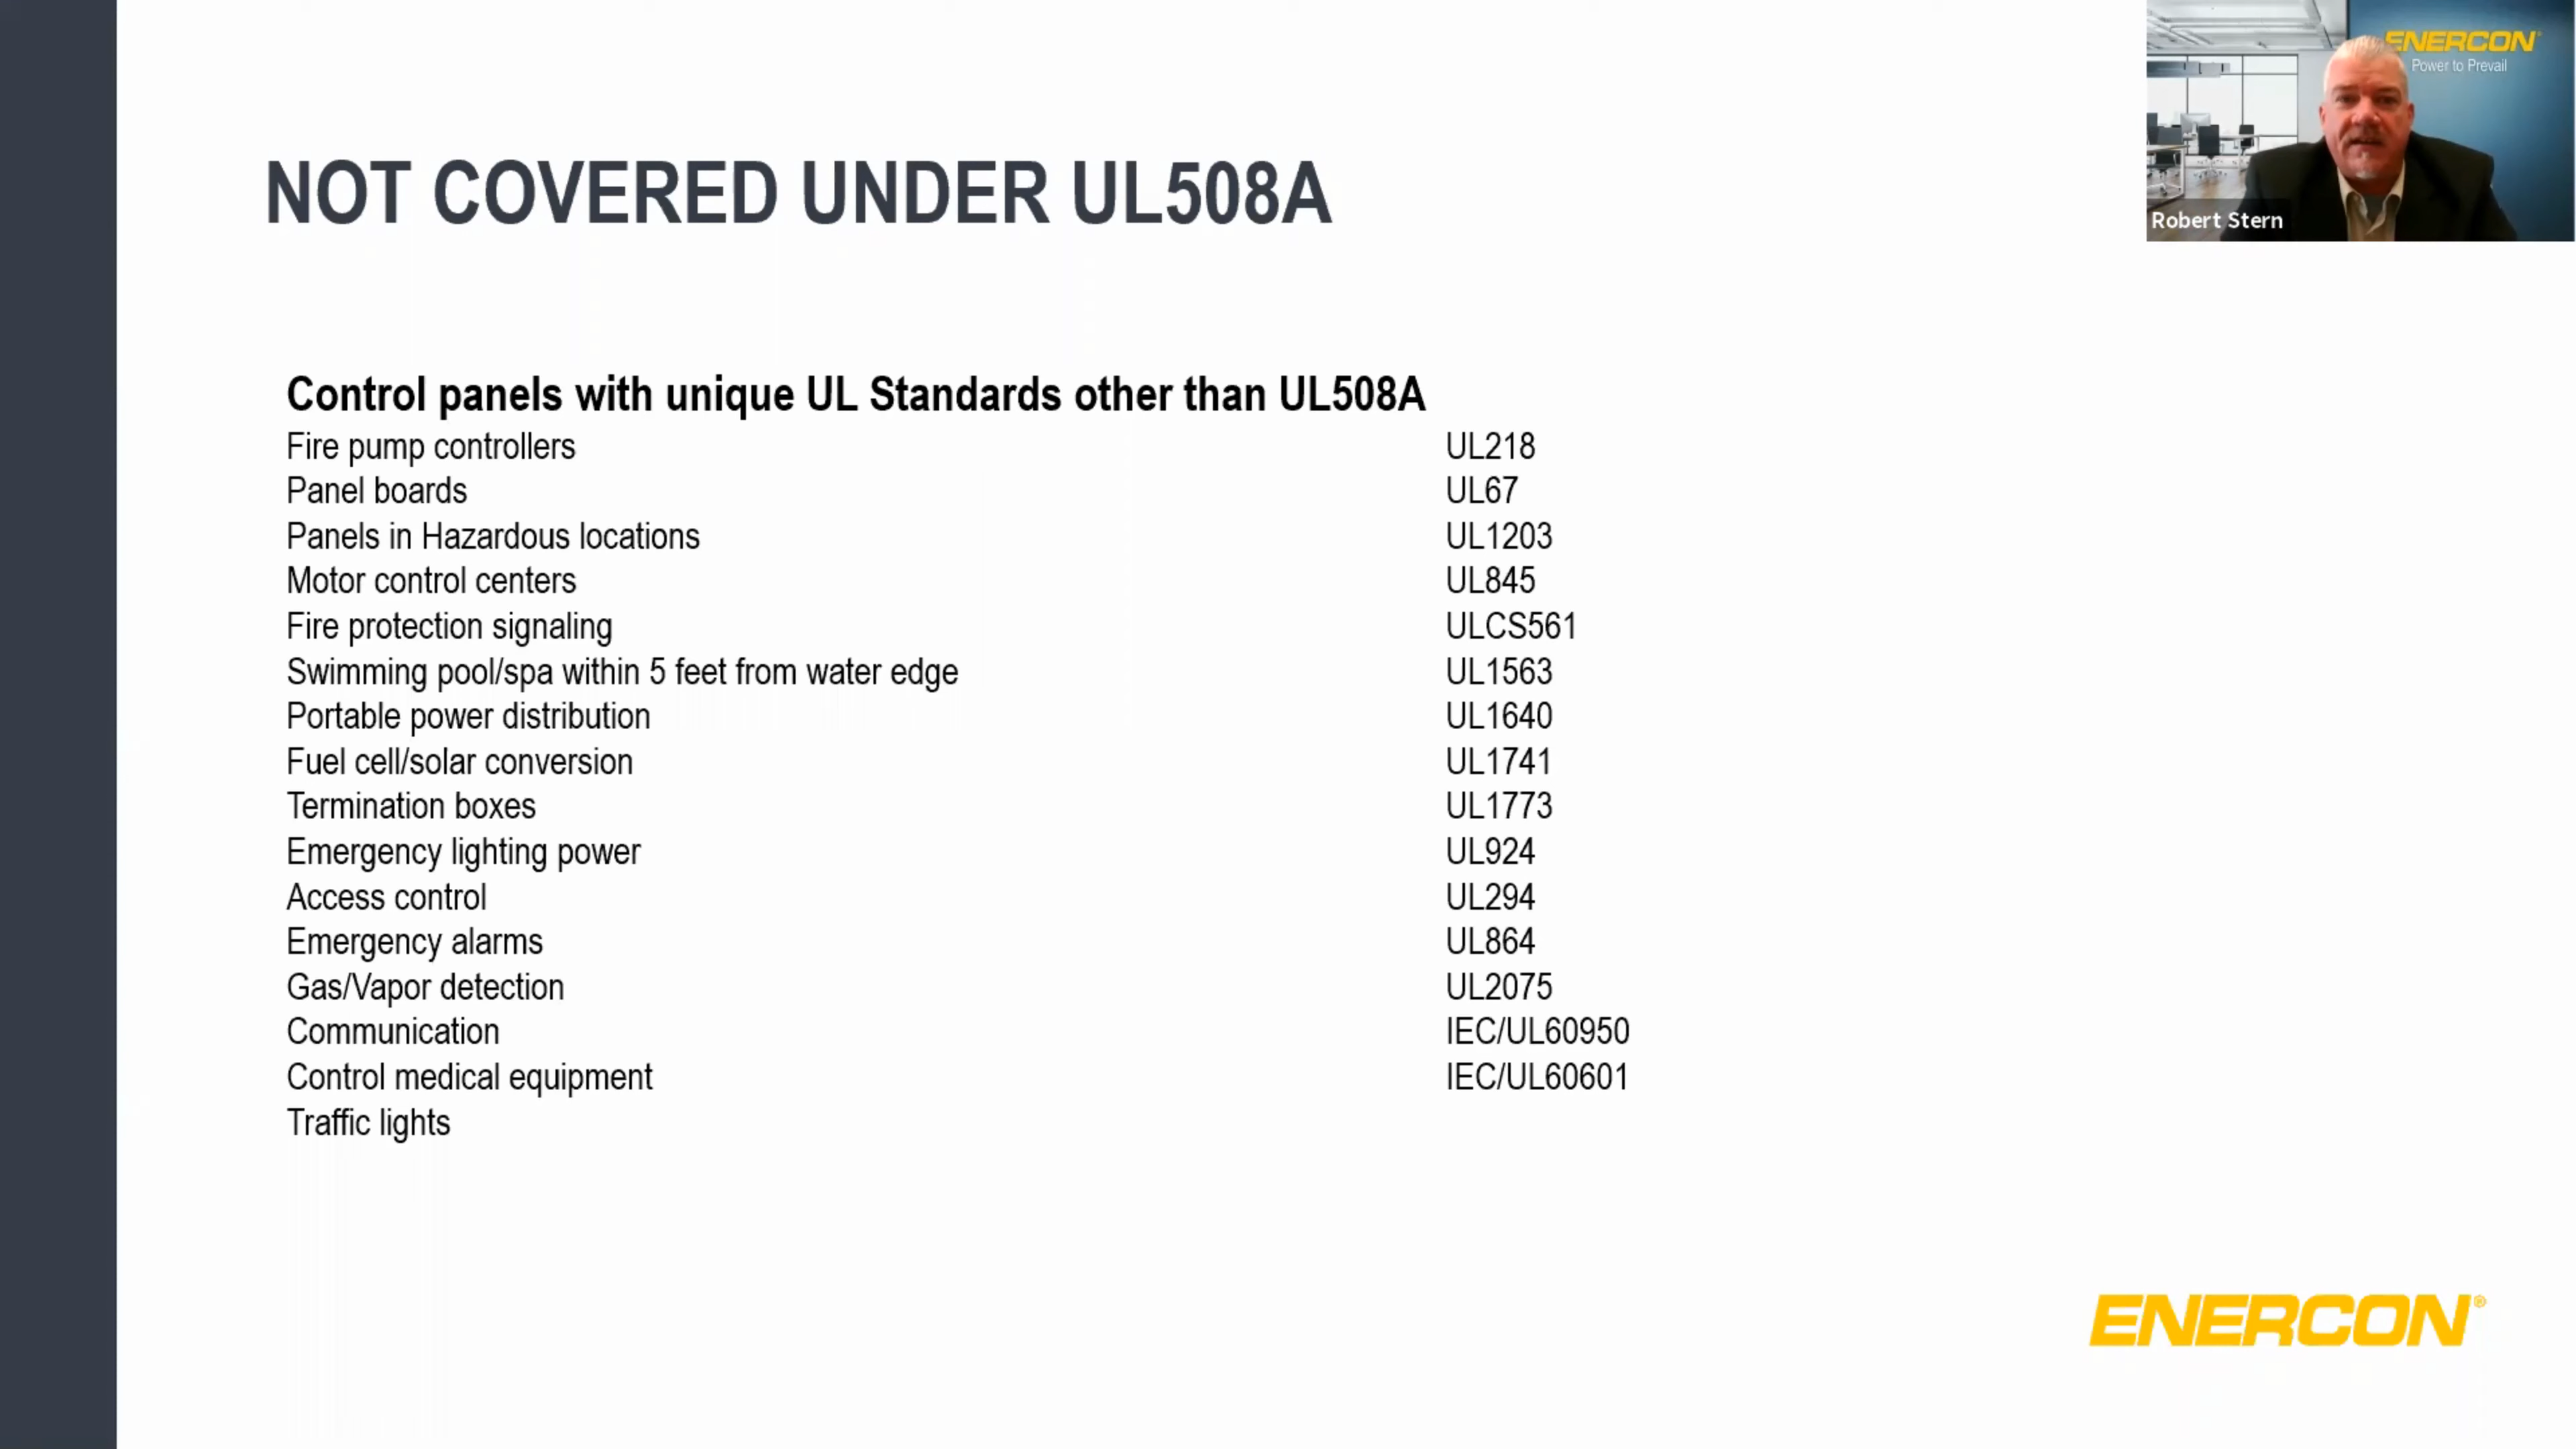 NOT COVERED UNDER UL508A
ENERCON®
Power to Prevail
Robert Stern
Control panels with unique UL Standards other than UL508A
Fire pump controllers UL218
Panel boards UL67
Panels in Hazardous locations UL1203
Motor control centers UL845
Fire protection signaling ULCS561
Swimming pool/spa within 5 feet from water edge UL1563
Portable power distribution UL1640
Fuel cell/solar conversion UL1741
Termination boxes UL1773
Emergency lighting power UL924
Access control UL294
Emergency alarms UL864
Gas/Vapor detection UL2075
Communication IEC/UL60950
Control medical equipment IEC/UL60601
Traffic lights
ENERCON®